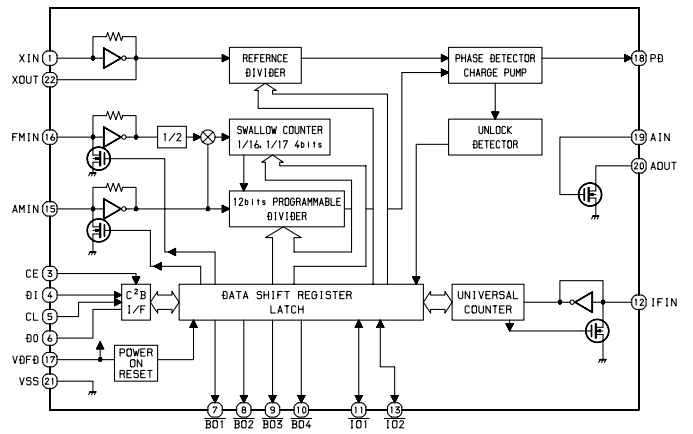 XIN 1
XOUT 22
REFERNCE
DIVIDER
PHASE DETECTOR
CHARGE PUMP
18 PD
FMIN 16
1/2
SWALLOW COUNTER
1/16, 1/17 4bits
UNLOCK
DETECTOR
19 AIN
20 AOUT
AMIN 15
12bits PROGRAMMABLE
DIVIDER
CE 3
DI 4
CL 5
DO 6
VDFD 17
VSS 21
C²B
I/F
DATA SHIFT REGISTER
LATCH
UNIVERSAL
COUNTER
12 IFIN
POWER
ON
RESET
7 8 9 10 11 13
BO1 BO2 BO3 BO4 IO1 IO2